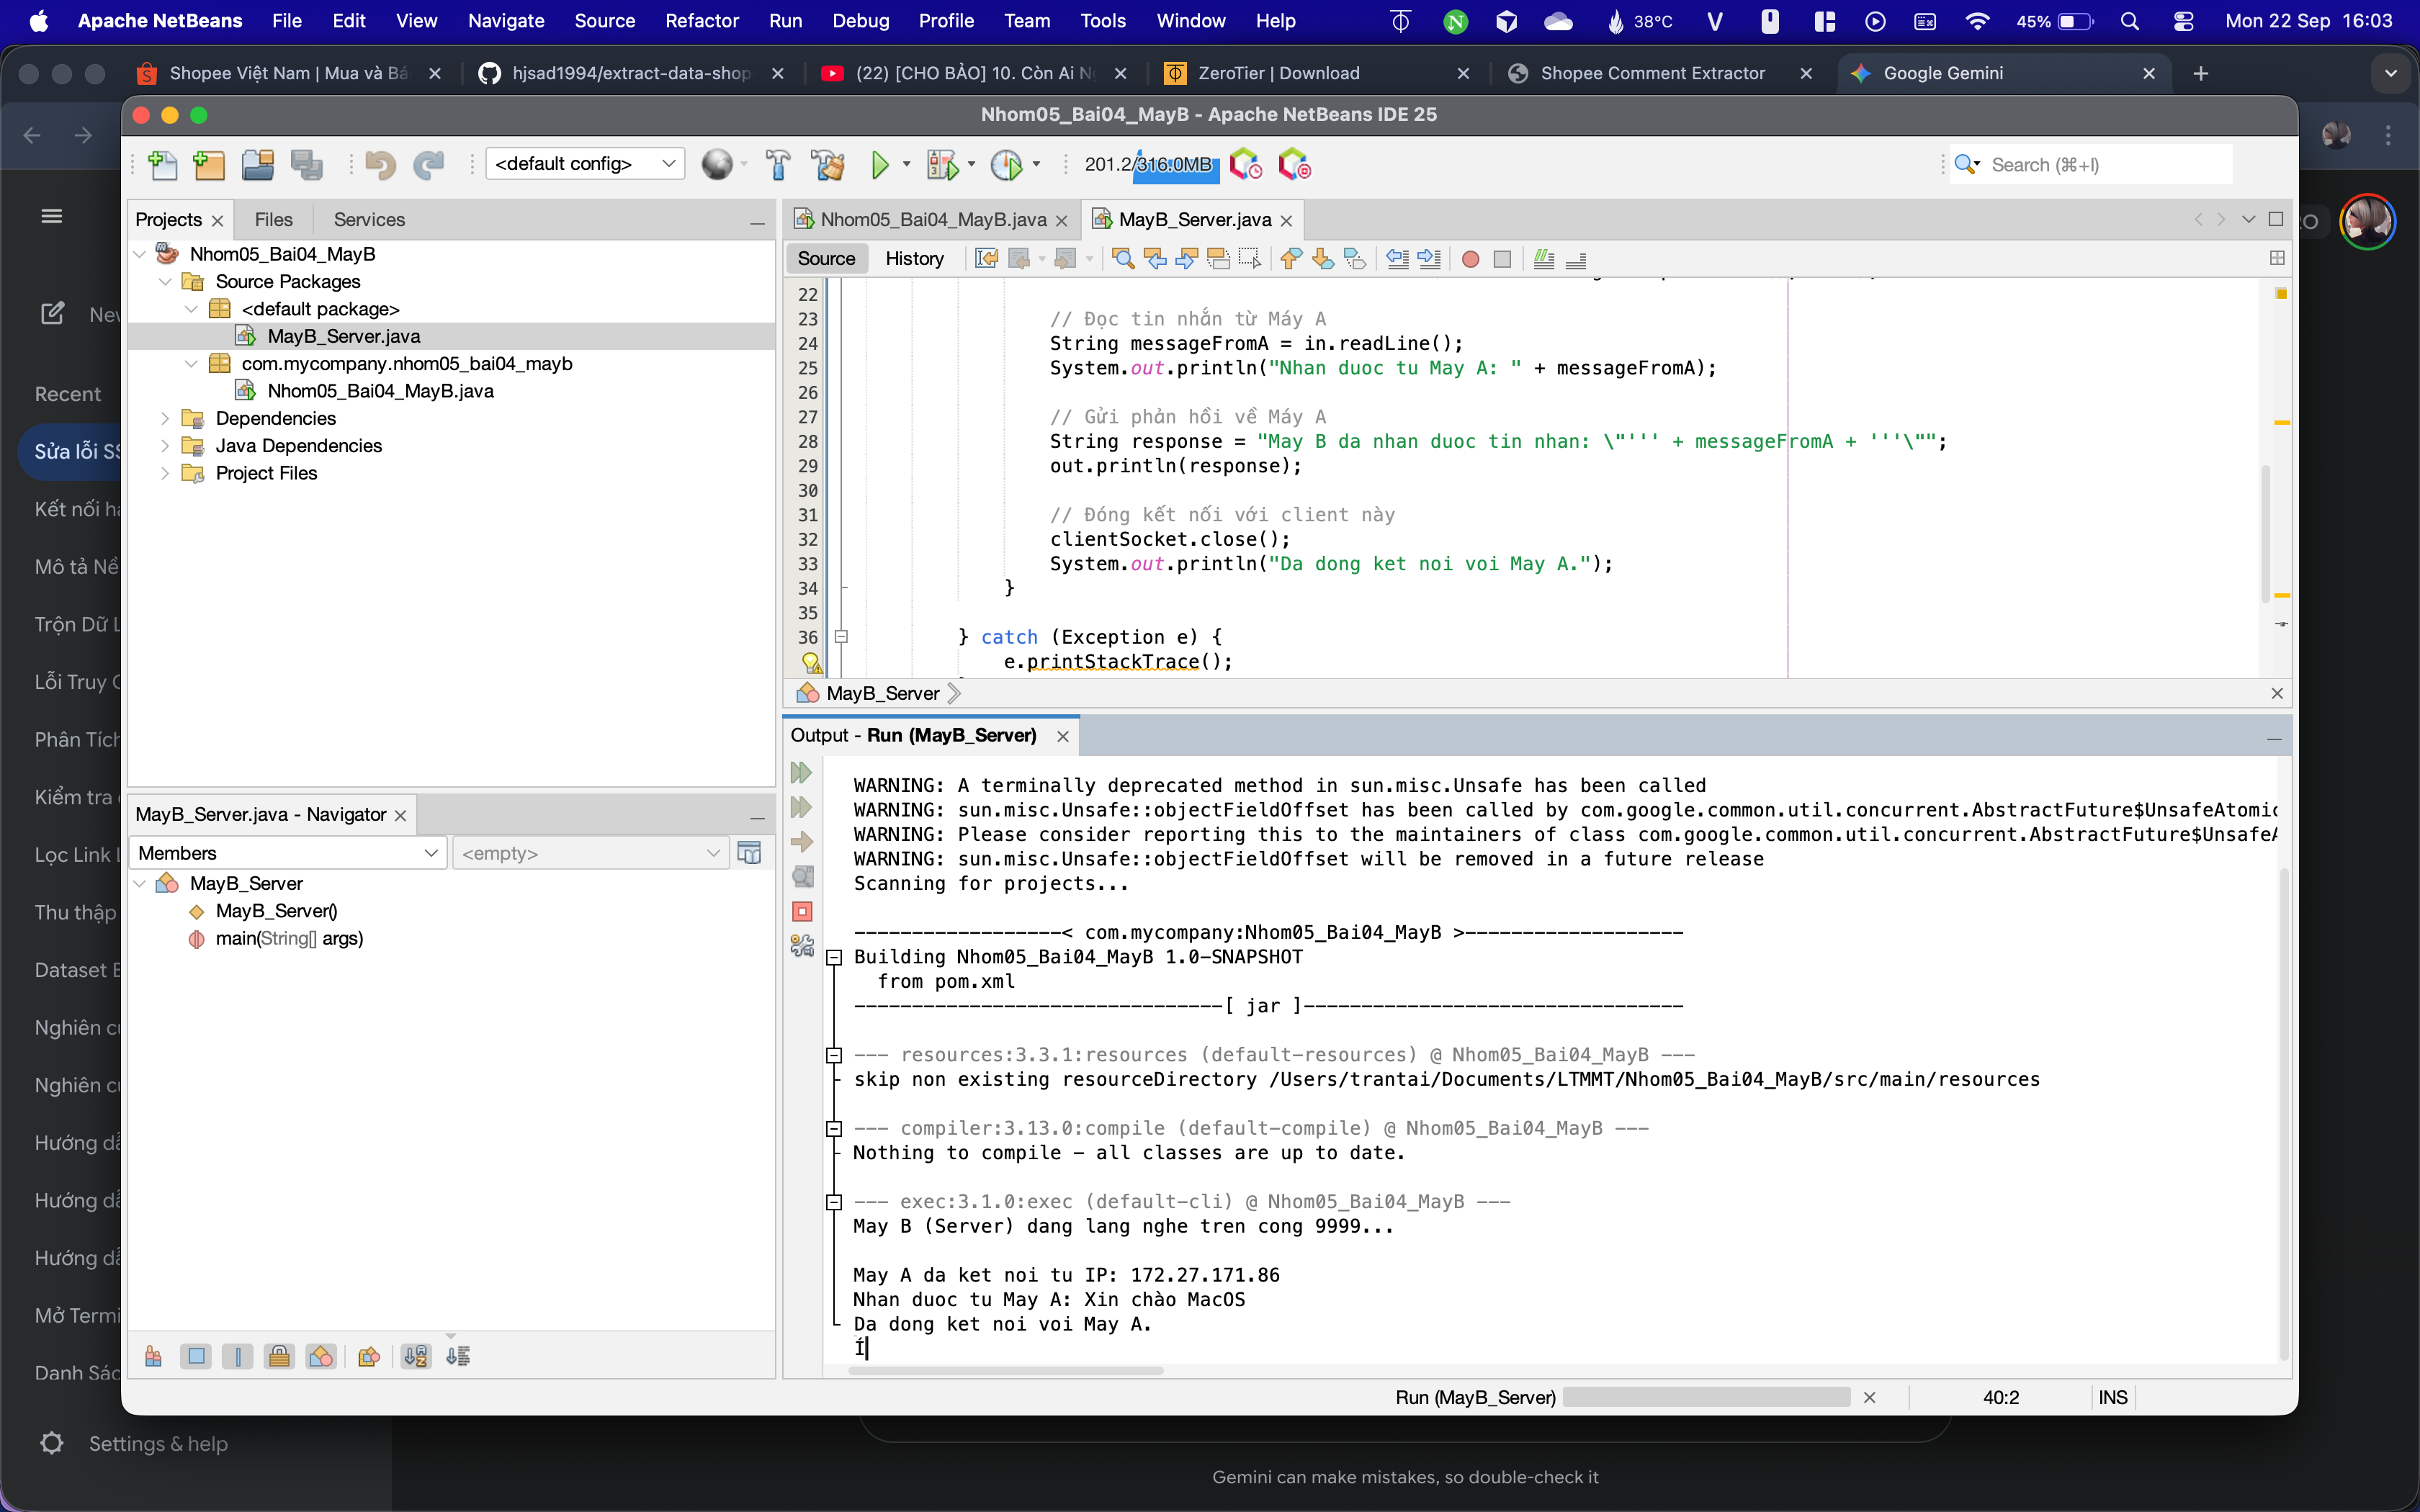 Apache NetBeans File Edit View Navigate Source Refactor Run Debug Profile Team Tools Window Help 38°C V 45% Mon 22 Sep 16:03
Shopee Việt Nam | Mua và Bá
hjsad1994/extract-data-shop
(22) [CHO BẢO] 10. Còn Ai N
ZeroTier | Download
Shopee Comment Extractor
Google Gemini
Nhom05_Bai04_MayB - Apache NetBeans IDE 25
<default config>
201.2/316.0MB
Search (⌘+I)
Projects Files Services
Nhom05_Bai04_MayB
Source Packages
<default package>
MayB_Server.java
com.mycompany.nhom05_bai04_mayb
Nhom05_Bai04_MayB.java
Dependencies
Java Dependencies
Project Files
New
Recent
Sửa lỗi SS
Kết nối hạ
Mô tả Nề
Trộn Dữ L
Lỗi Truy C
Phân Tích
Kiểm tra
Lọc Link L
Thu thập
Dataset
Nghiên cứ
Nghiên cứ
Hướng dẫ
Hướng dẫ
Hướng dẫ
Mở Termi
Danh Sác
Settings & help
Nhom05_Bai04_MayB.java MayB_Server.java
Source History
22
23 // Đọc tin nhắn từ Máy A
24 String messageFromA = in.readLine();
25 System.out.println("Nhan duoc tu May A: " + messageFromA);
26
27 // Gửi phản hồi về Máy A
28 String response = "May B da nhan duoc tin nhan: \"''' + messageFromA + '''\"";
29 out.println(response);
30
31 // Đóng kết nối với client này
32 clientSocket.close();
33 System.out.println("Da dong ket noi voi May A.");
34 }
35
36 } catch (Exception e) {
e.printStackTrace();
MayB_Server
MayB_Server.java - Navigator
Members <empty>
MayB_Server
MayB_Server()
main(String[] args)
Output - Run (MayB_Server)
WARNING: A terminally deprecated method in sun.misc.Unsafe has been called
WARNING: sun.misc.Unsafe::objectFieldOffset has been called by com.google.common.util.concurrent.AbstractFuture$UnsafeAtomic
WARNING: Please consider reporting this to the maintainers of class com.google.common.util.concurrent.AbstractFuture$UnsafeA
WARNING: sun.misc.Unsafe::objectFieldOffset will be removed in a future release
Scanning for projects...
------------------< com.mycompany:Nhom05_Bai04_MayB >-------------------
Building Nhom05_Bai04_MayB 1.0-SNAPSHOT
from pom.xml
--------------------------------[ jar ]---------------------------------
--- resources:3.3.1:resources (default-resources) @ Nhom05_Bai04_MayB ---
skip non existing resourceDirectory /Users/trantai/Documents/LTMMT/Nhom05_Bai04_MayB/src/main/resources
--- compiler:3.13.0:compile (default-compile) @ Nhom05_Bai04_MayB ---
Nothing to compile - all classes are up to date.
--- exec:3.1.0:exec (default-cli) @ Nhom05_Bai04_MayB ---
May B (Server) dang lang nghe tren cong 9999...
May A da ket noi tu IP: 172.27.171.86
Nhan duoc tu May A: Xin chào MacOS
Da dong ket noi voi May A.
Í
Run (MayB_Server) 40:2 INS
Gemini can make mistakes, so double-check it